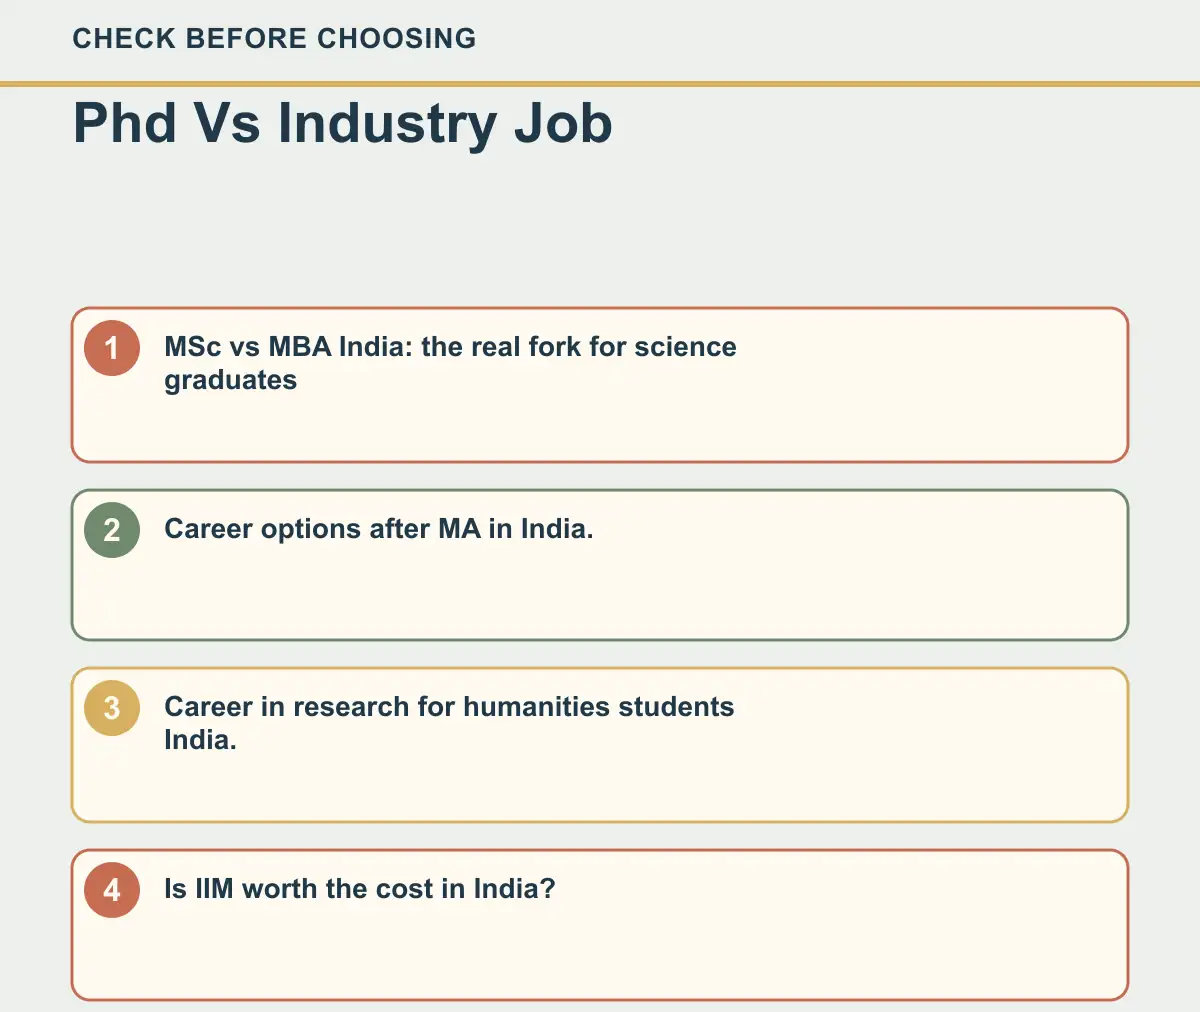 CHECK BEFORE CHOOSING
Phd Vs Industry Job
1
MSc vs MBA India: the real fork for science
graduates
2
Career options after MA in India.
3
Career in research for humanities students
India.
4
Is IIM worth the cost in India?